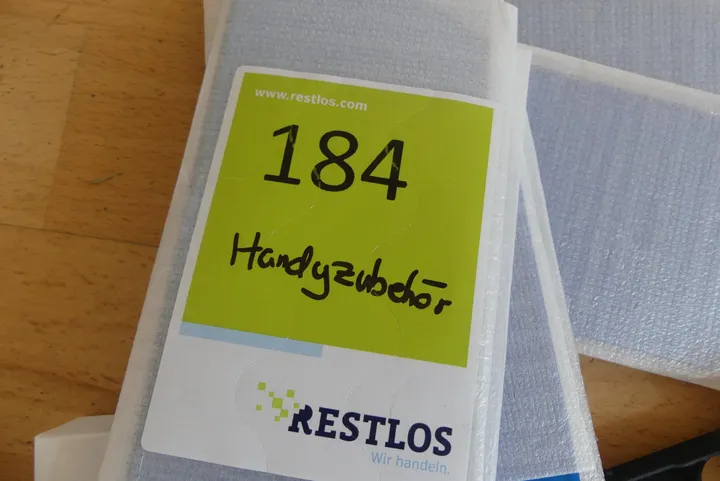 www.restlos.com
184
Handyzubehör
RESTLOS
Wir handeln.